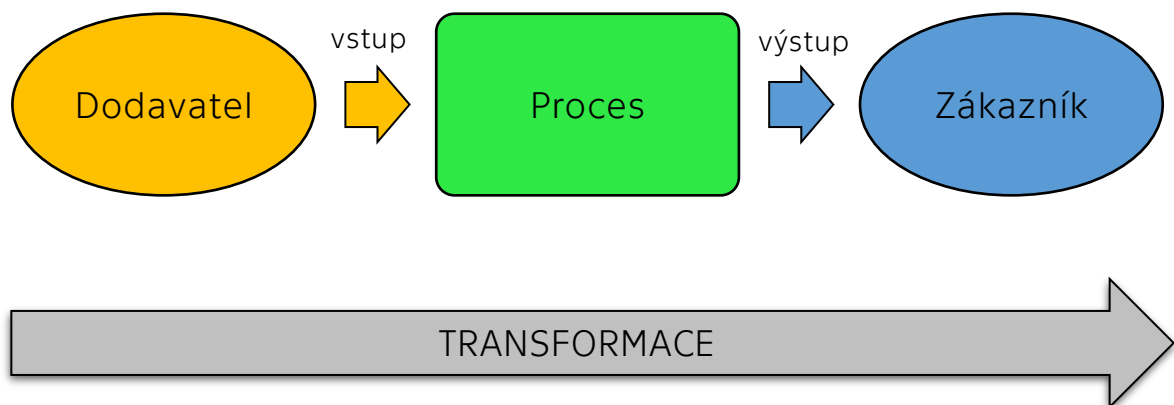 vstup
výstup
Dodavatel
Proces
Zákazník
TRANSFORMACE